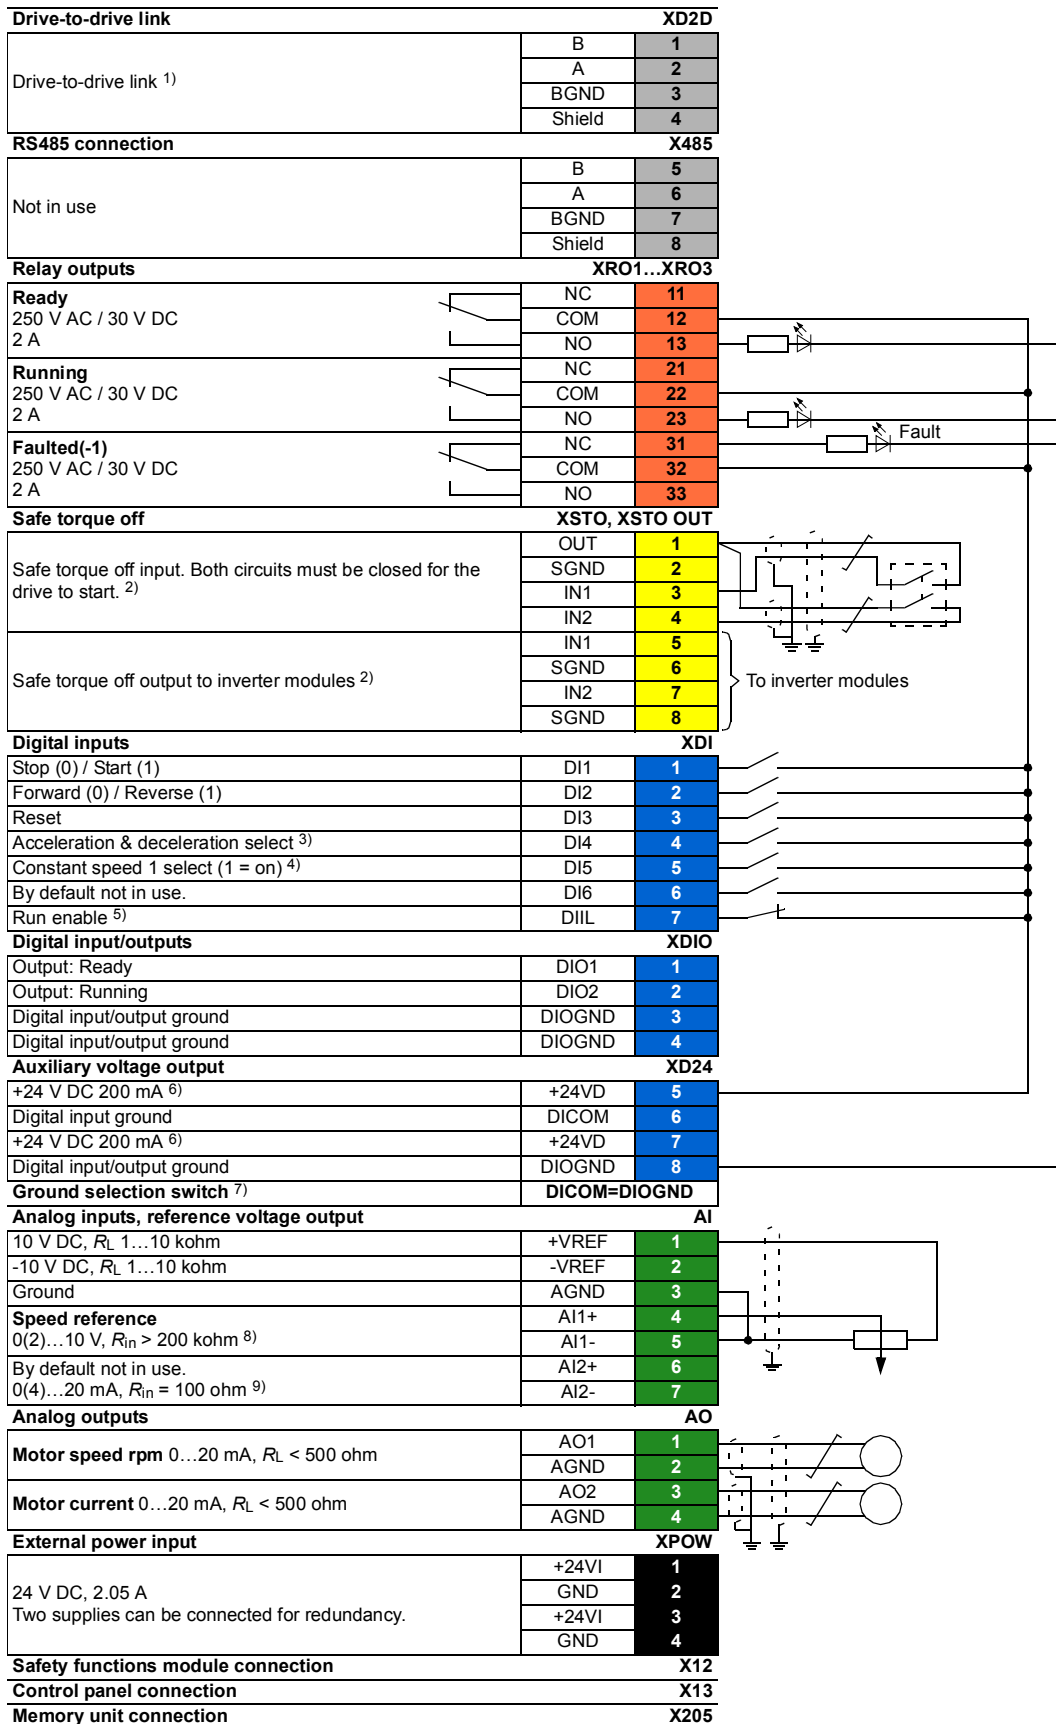 Drive-to-drive link XD2D
Drive-to-drive link 1)
B 1
A 2
BGND 3
Shield 4
RS485 connection X485
Not in use
B 5
A 6
BGND 7
Shield 8
Relay outputs XRO1…XRO3
Ready
250 V AC / 30 V DC
2 A
NC 11
COM 12
NO 13
Running
250 V AC / 30 V DC
2 A
NC 21
COM 22
NO 23
Faulted(-1)
250 V AC / 30 V DC
2 A
NC 31
COM 32
NO 33
Fault
Safe torque off XSTO, XSTO OUT
Safe torque off input. Both circuits must be closed for the
drive to start. 2)
OUT 1
SGND 2
IN1 3
IN2 4
Safe torque off output to inverter modules 2)
IN1 5
SGND 6
IN2 7
SGND 8
To inverter modules
Digital inputs XDI
Stop (0) / Start (1) DI1 1
Forward (0) / Reverse (1) DI2 2
Reset DI3 3
Acceleration & deceleration select 3) DI4 4
Constant speed 1 select (1 = on) 4) DI5 5
By default not in use. DI6 6
Run enable 5) DIIL 7
Digital input/outputs XDIO
Output: Ready DIO1 1
Output: Running DIO2 2
Digital input/output ground DIOGND 3
Digital input/output ground DIOGND 4
Auxiliary voltage output XD24
+24 V DC 200 mA 6) +24VD 5
Digital input ground DICOM 6
+24 V DC 200 mA 6) +24VD 7
Digital input/output ground DIOGND 8
Ground selection switch 7) DICOM=DIOGND
Analog inputs, reference voltage output AI
10 V DC, RL 1…10 kohm +VREF 1
-10 V DC, RL 1…10 kohm -VREF 2
Ground AGND 3
Speed reference
0(2)…10 V, Rin > 200 kohm 8)
AI1+ 4
AI1- 5
By default not in use.
0(4)…20 mA, Rin = 100 ohm 9)
AI2+ 6
AI2- 7
Analog outputs AO
Motor speed rpm 0…20 mA, RL < 500 ohm
AO1 1
AGND 2
Motor current 0…20 mA, RL < 500 ohm
AO2 3
AGND 4
External power input XPOW
24 V DC, 2.05 A
Two supplies can be connected for redundancy.
+24VI 1
GND 2
+24VI 3
GND 4
Safety functions module connection X12
Control panel connection X13
Memory unit connection X205